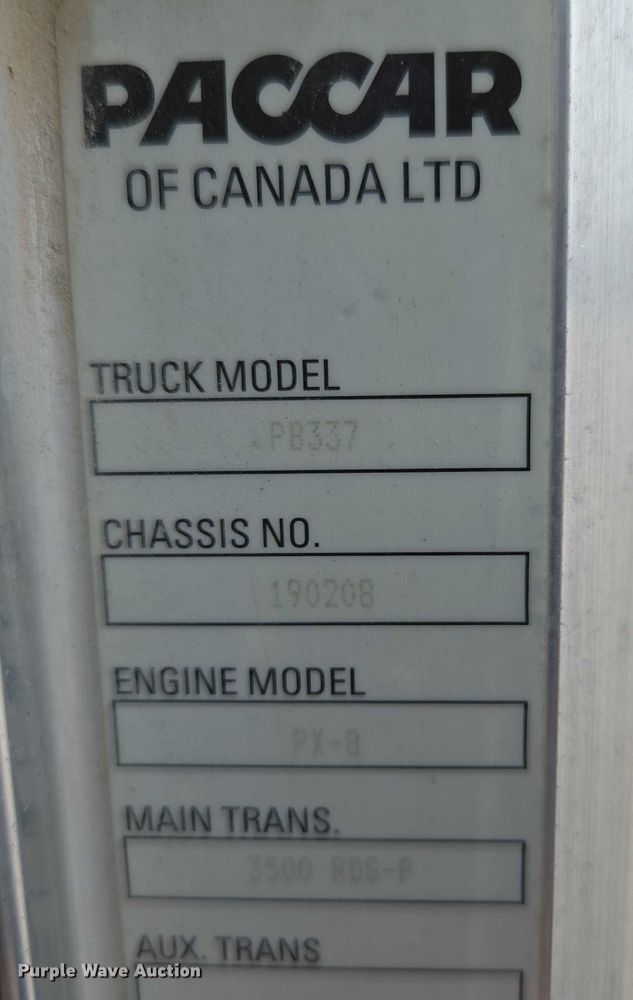 PACCAR
OF CANADA LTD
TRUCK MODEL
PB337
CHASSIS NO.
190208
ENGINE MODEL
PX-8
MAIN TRANS.
3500 RDS-P
AUX. TRANS
Purple Wave Auction